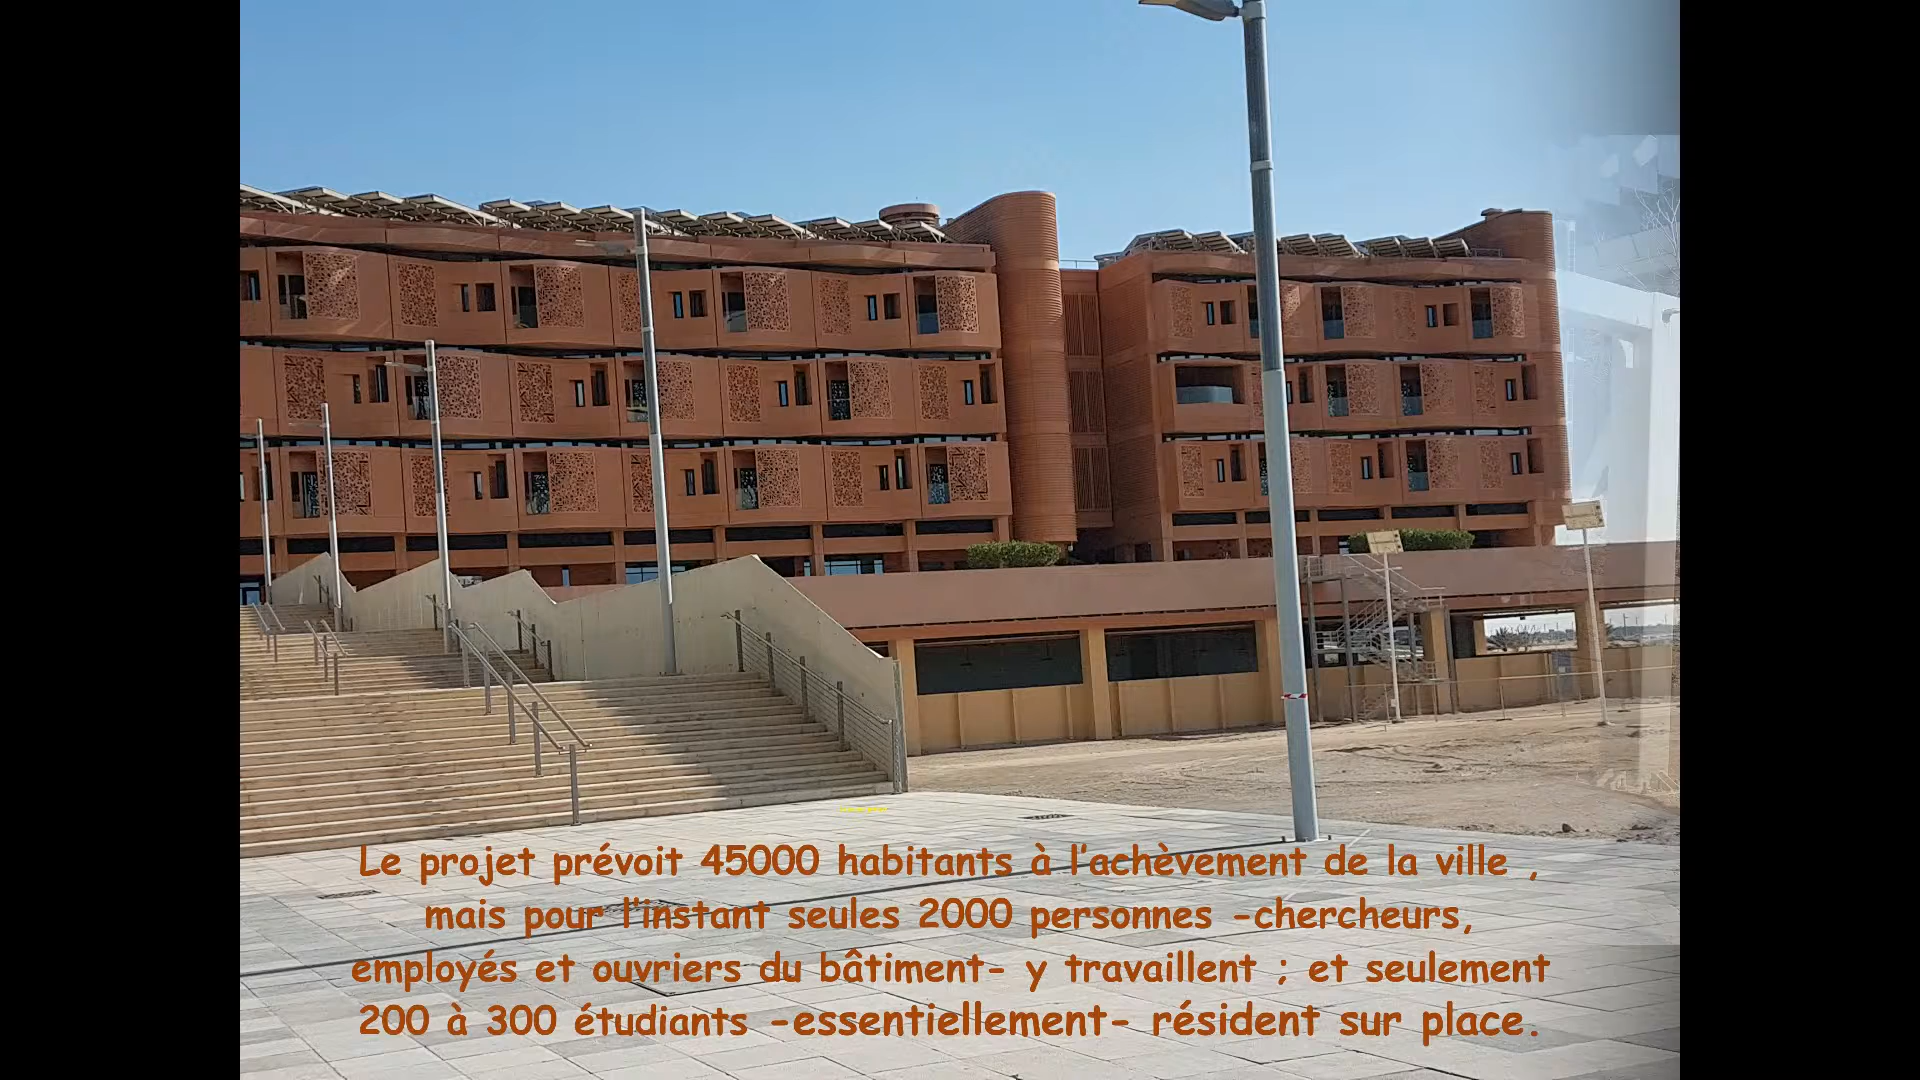 Le projet prévoit 45000 habitants à l'achèvement de la ville ,
mais pour l'instant seules 2000 personnes -chercheurs,
employés et ouvriers du bâtiment- y travaillent ; et seulement
200 à 300 étudiants -essentiellement- résident sur place.